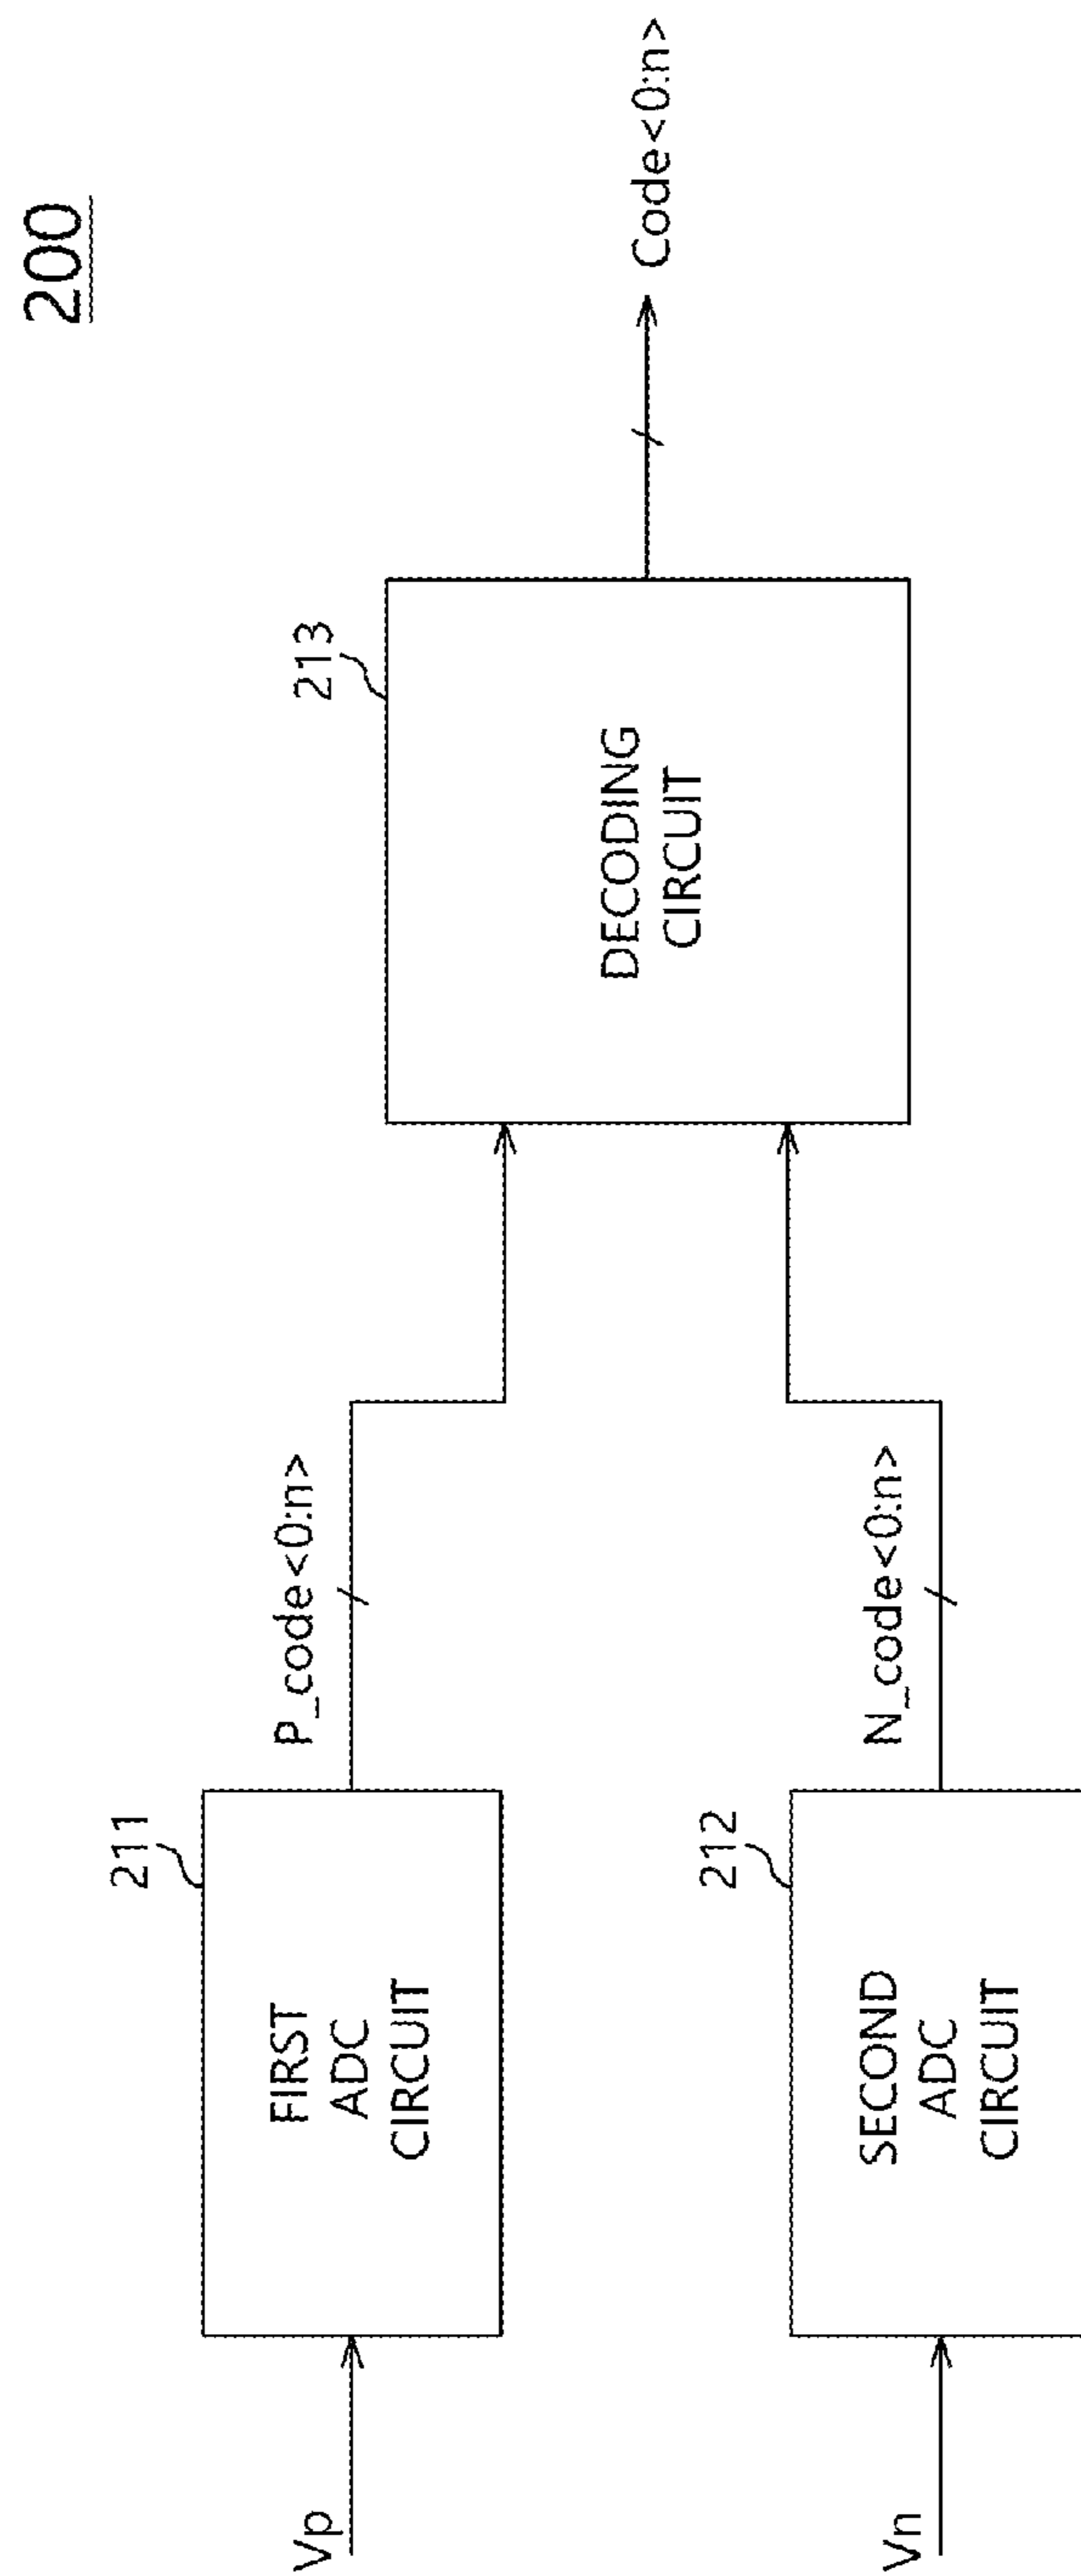 200
Vp
211
FIRST
ADC
CIRCUIT
P_code<0:n>
Vn
212
SECOND
ADC
CIRCUIT
N_code<0:n>
213
DECODING
CIRCUIT
Code<0:n>